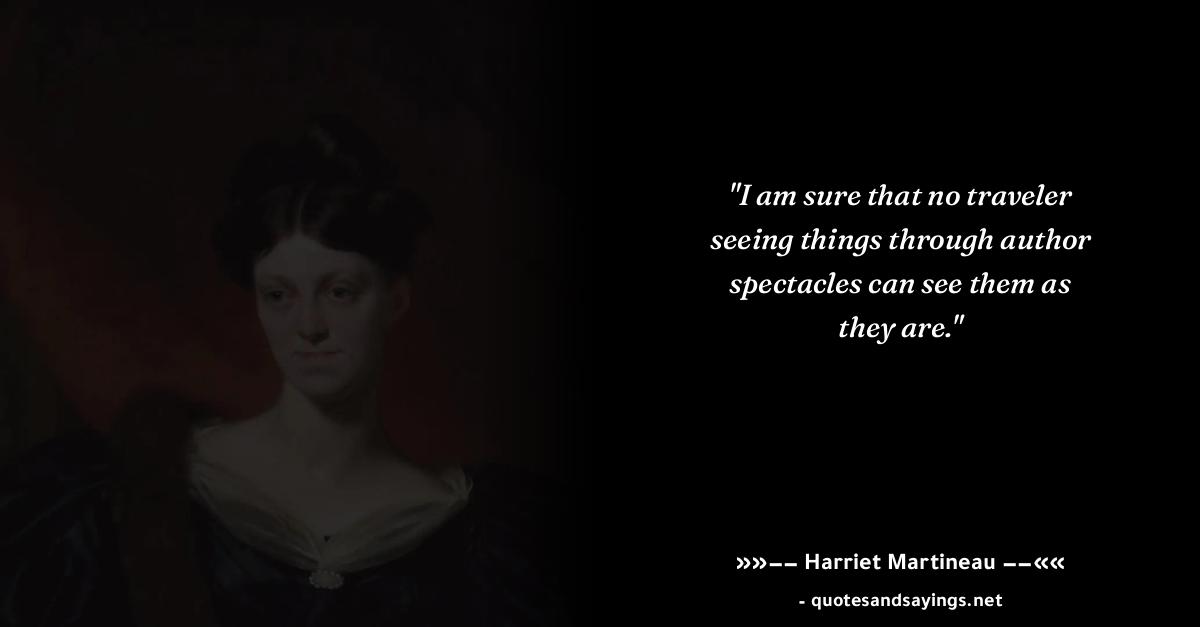 "I am sure that no traveler
seeing things through author
spectacles can see them as
they are."
»»−− Harriet Martineau −−««
- quotesandsayings.net